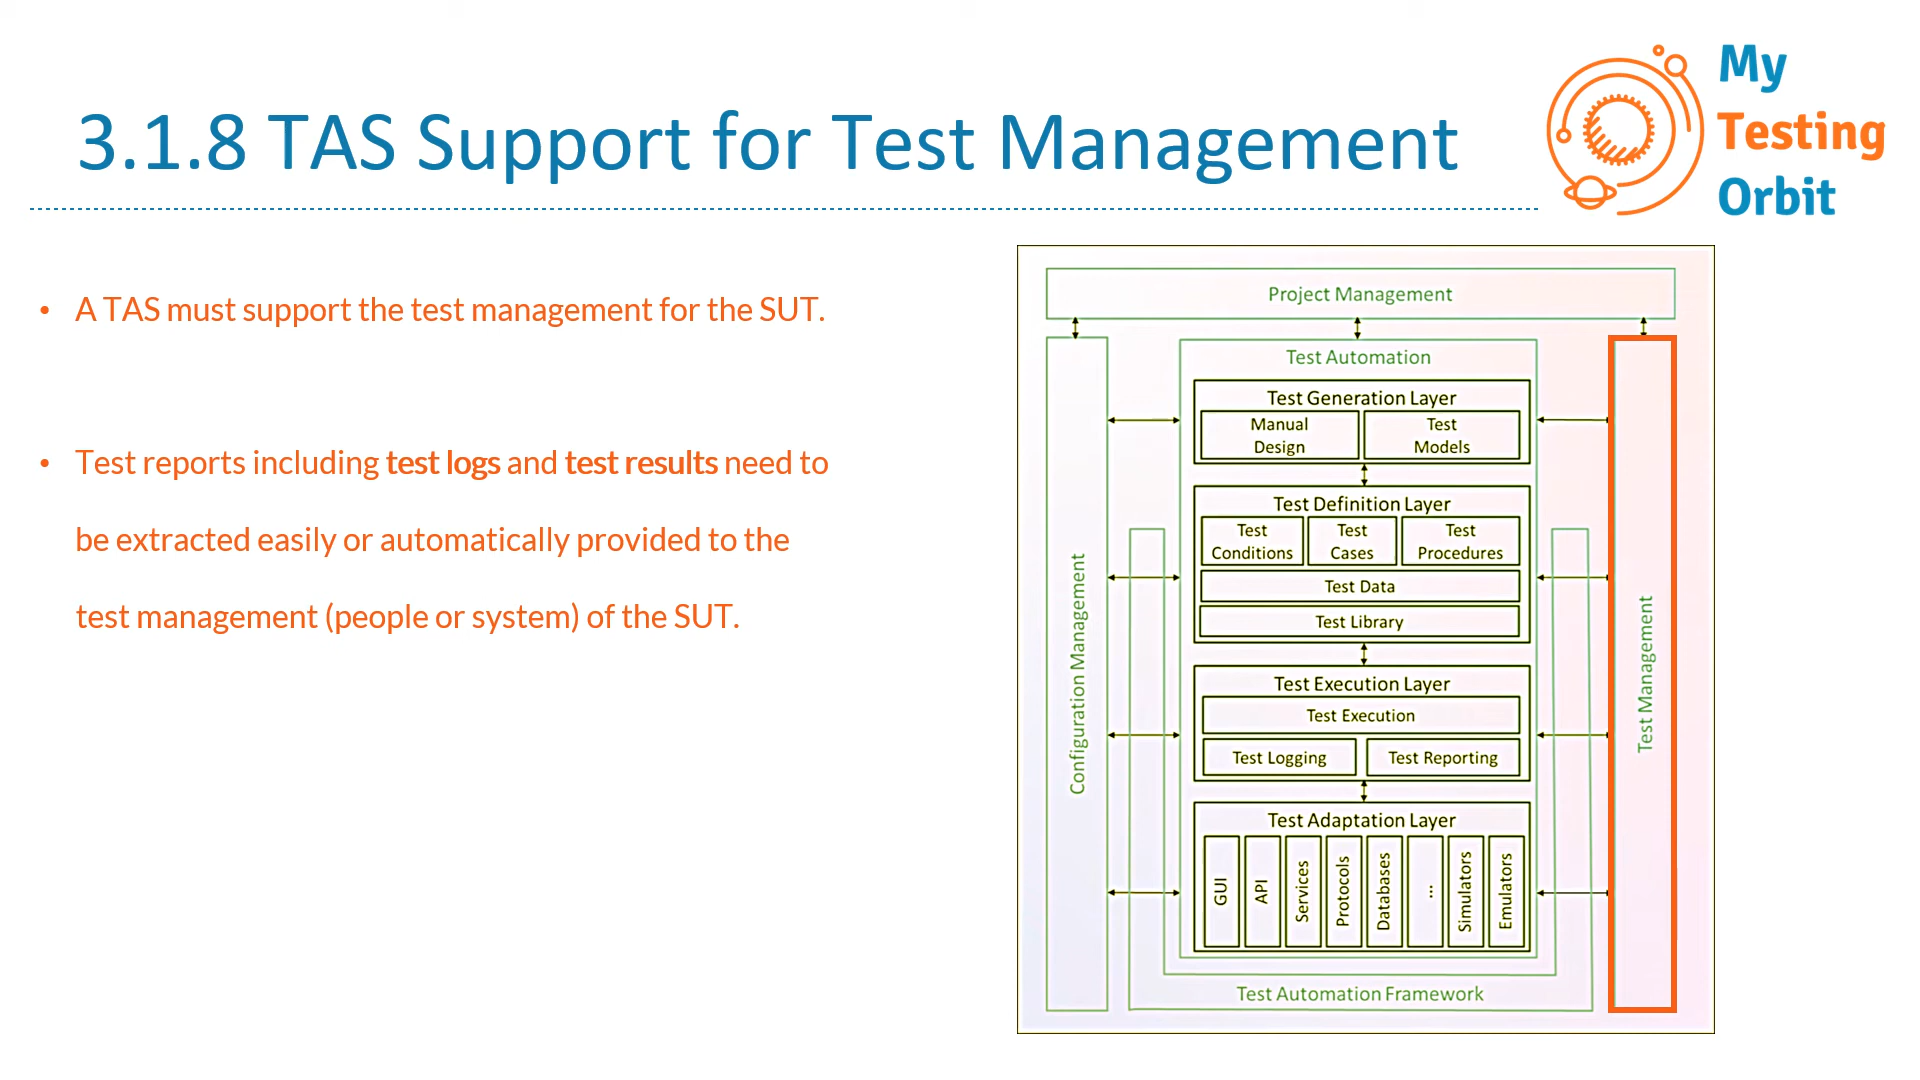 3.1.8 TAS Support for Test Management
My
Testing
Orbit
• A TAS must support the test management for the SUT.
• Test reports including test logs and test results need to
be extracted easily or automatically provided to the
test management (people or system) of the SUT.
Project Management
Configuration Management
Test Automation
Test Generation Layer
Manual
Design
Test
Models
Test Definition Layer
Test
Conditions
Test
Cases
Test
Procedures
Test Data
Test Library
Test Execution Layer
Test Execution
Test Logging
Test Reporting
Test Adaptation Layer
GUI
API
Services
Protocols
Databases
...
Simulators
Emulators
Test Automation Framework
Test Management